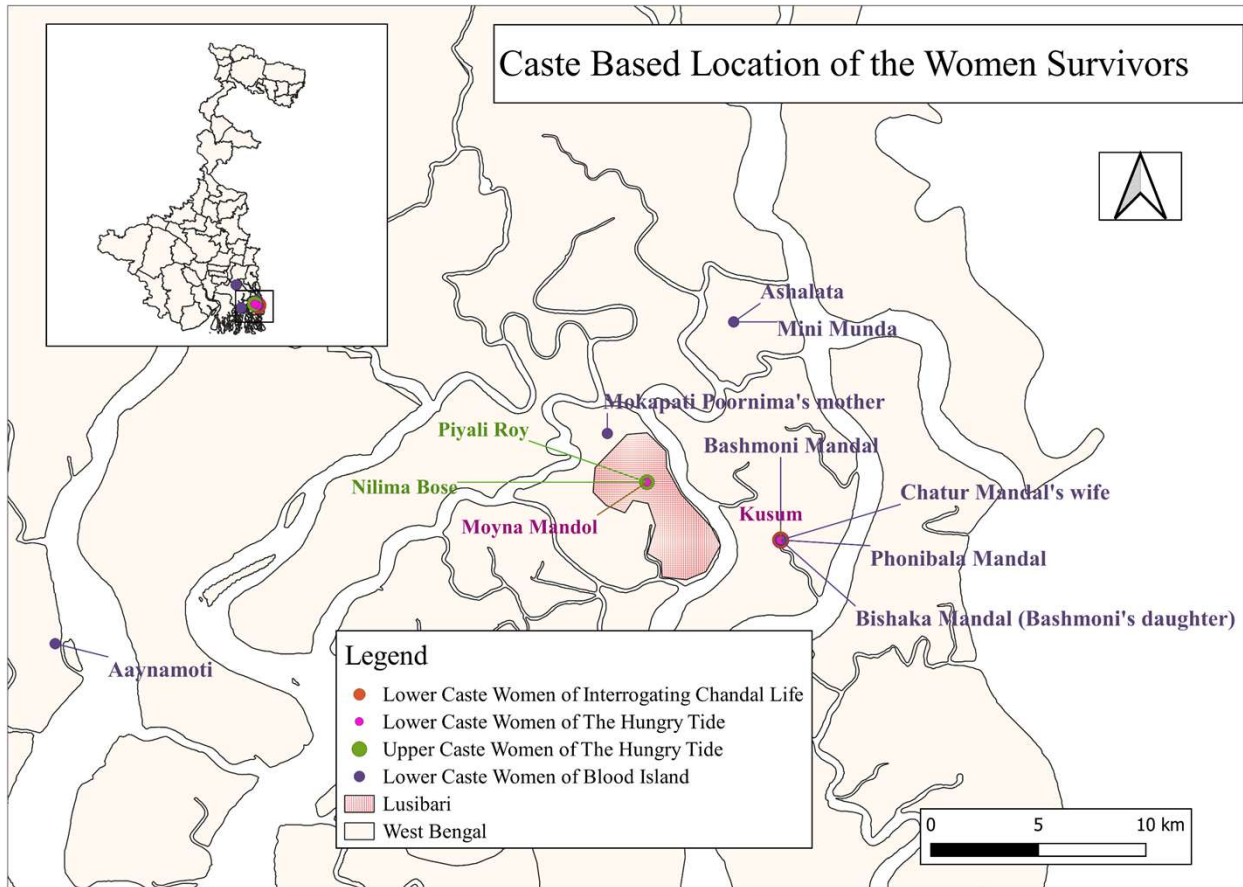 Caste Based Location of the Women Survivors
Ashalata
Mini Munda
Mokapati Poornima's mother
Piyali Roy
Bashmoni Mandal
Nilima Bose
Chatur Mandal's wife
Moyna Mandol
Kusum
Phonibala Mandal
Bishaka Mandal (Bashmoni's daughter)
Aaynamoti
Legend
Lower Caste Women of Interrogating Chandal Life
Lower Caste Women of The Hungry Tide
Upper Caste Women of The Hungry Tide
Lower Caste Women of Blood Island
Lusibari
West Bengal
0 5 10 km